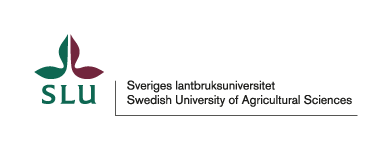 SLU
Sveriges lantbruksuniversitet
Swedish University of Agricultural Sciences